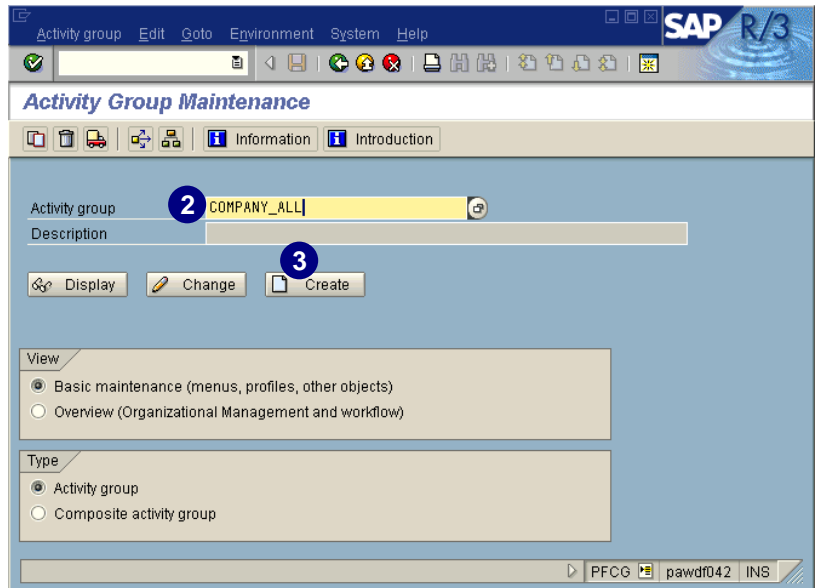 Activity group Edit Goto Environment System Help
SAP R/3
Activity Group Maintenance
Information Introduction
Activity group 2 COMPANY_ALL
Description
3
Display Change Create
View
Basic maintenance (menus, profiles, other objects)
Overview (Organizational Management and workflow)
Type
Activity group
Composite activity group
PFCG pawdf042 INS